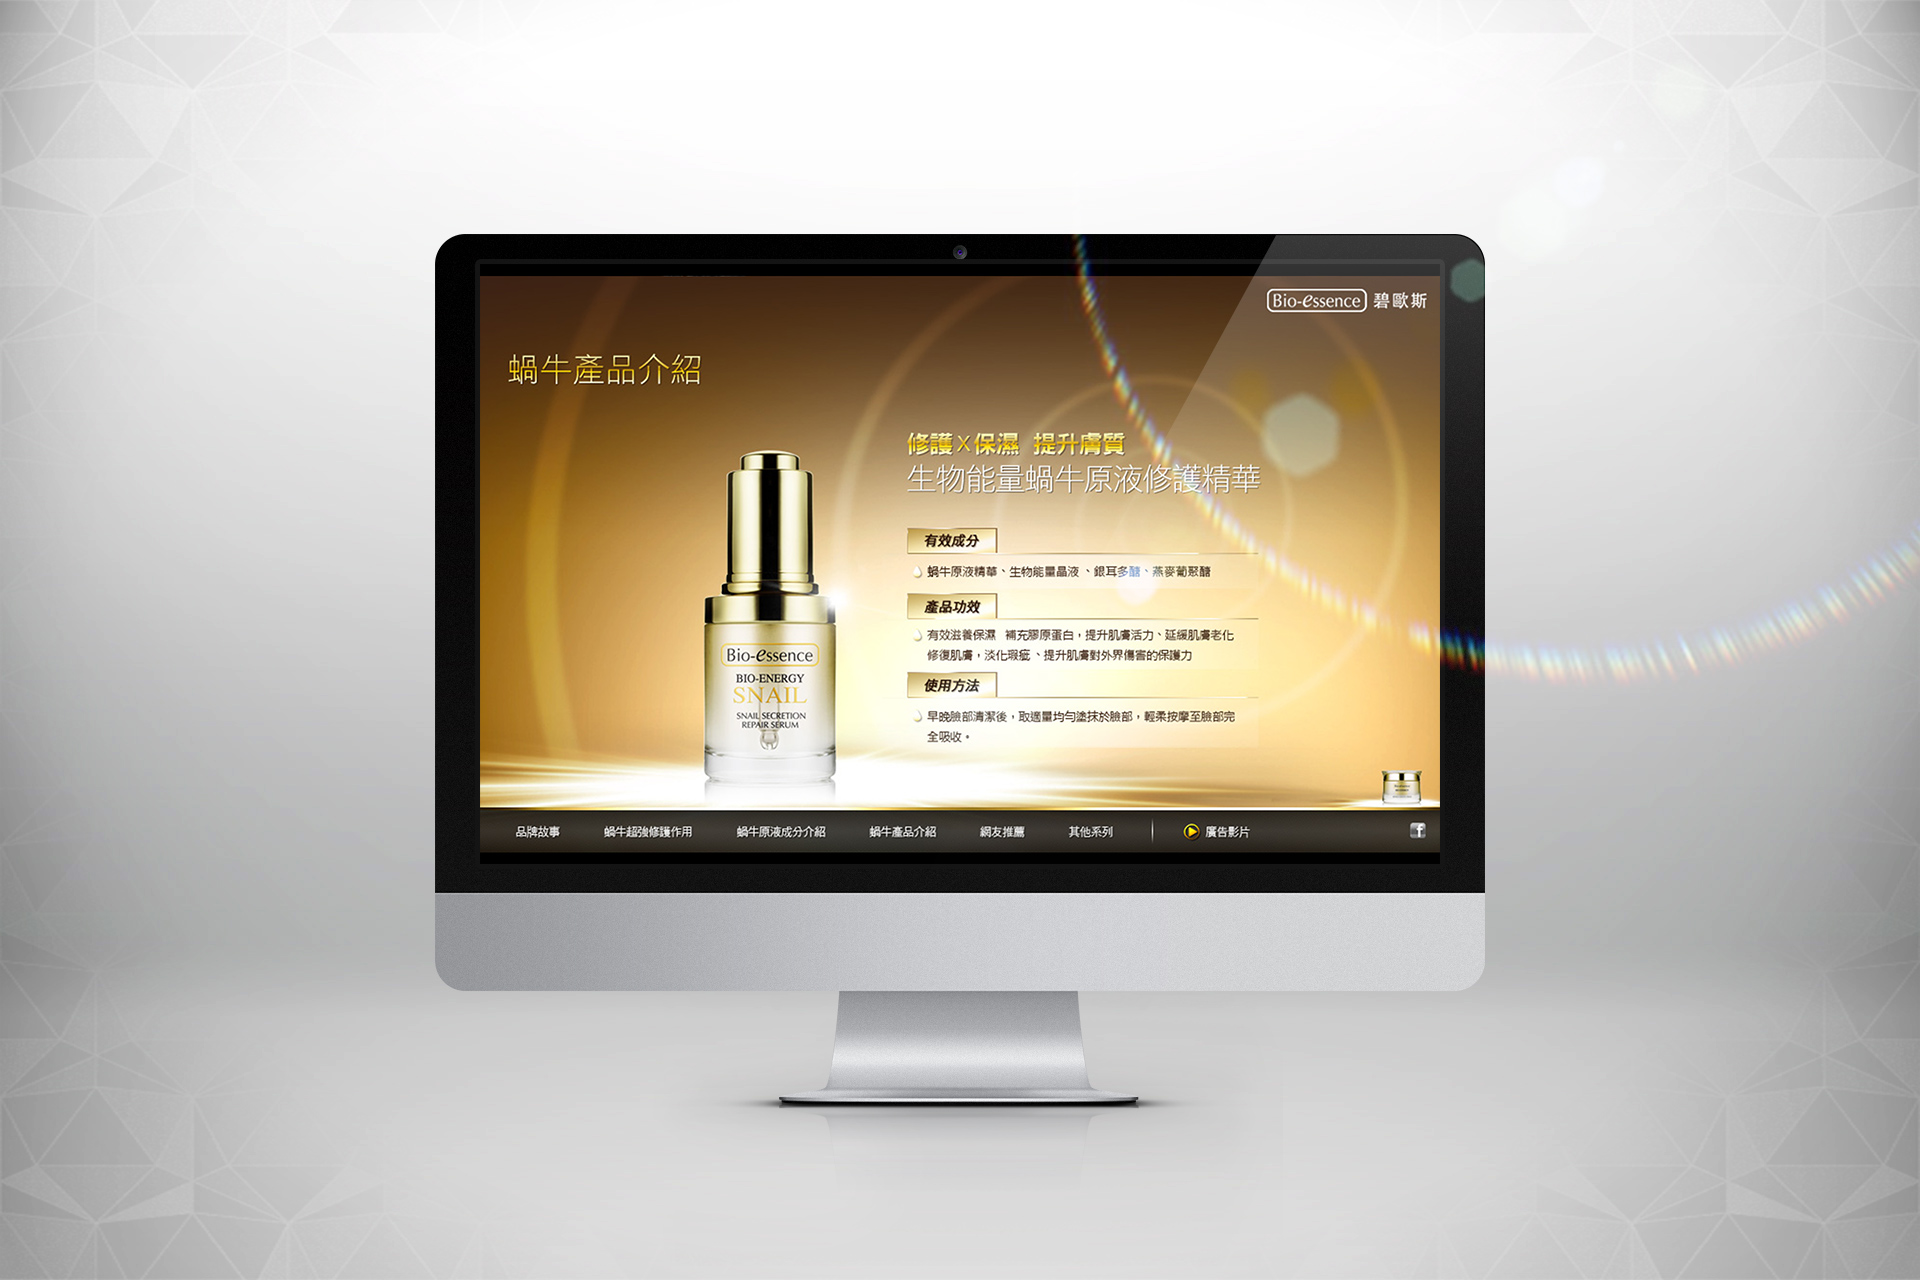 Bio-essence 碧歐斯
蝸牛產品介紹
修護X保濕 提升膚質
生物能量蝸牛原液修護精華
有效成分
蝸牛原液精華、生物能量晶液、銀耳多醣、燕麥葡聚醣
產品功效
有效滋養保濕 補充膠原蛋白，提升肌膚活力、延緩肌膚老化
修復肌膚，淡化瑕疵、提升肌膚對外界傷害的保護力
使用方法
早晚臉部清潔後，取適量均勻塗抹於臉部，輕柔按摩至臉部完
全吸收。
Bio-essence
BIO-ENERGY
SNAIL
SNAIL SECRETION
REPAIR SERUM
品牌故事 蝸牛超強修護作用 蝸牛原液成分介紹 蝸牛產品介紹 網友推薦 其他系列 廣告影片 f